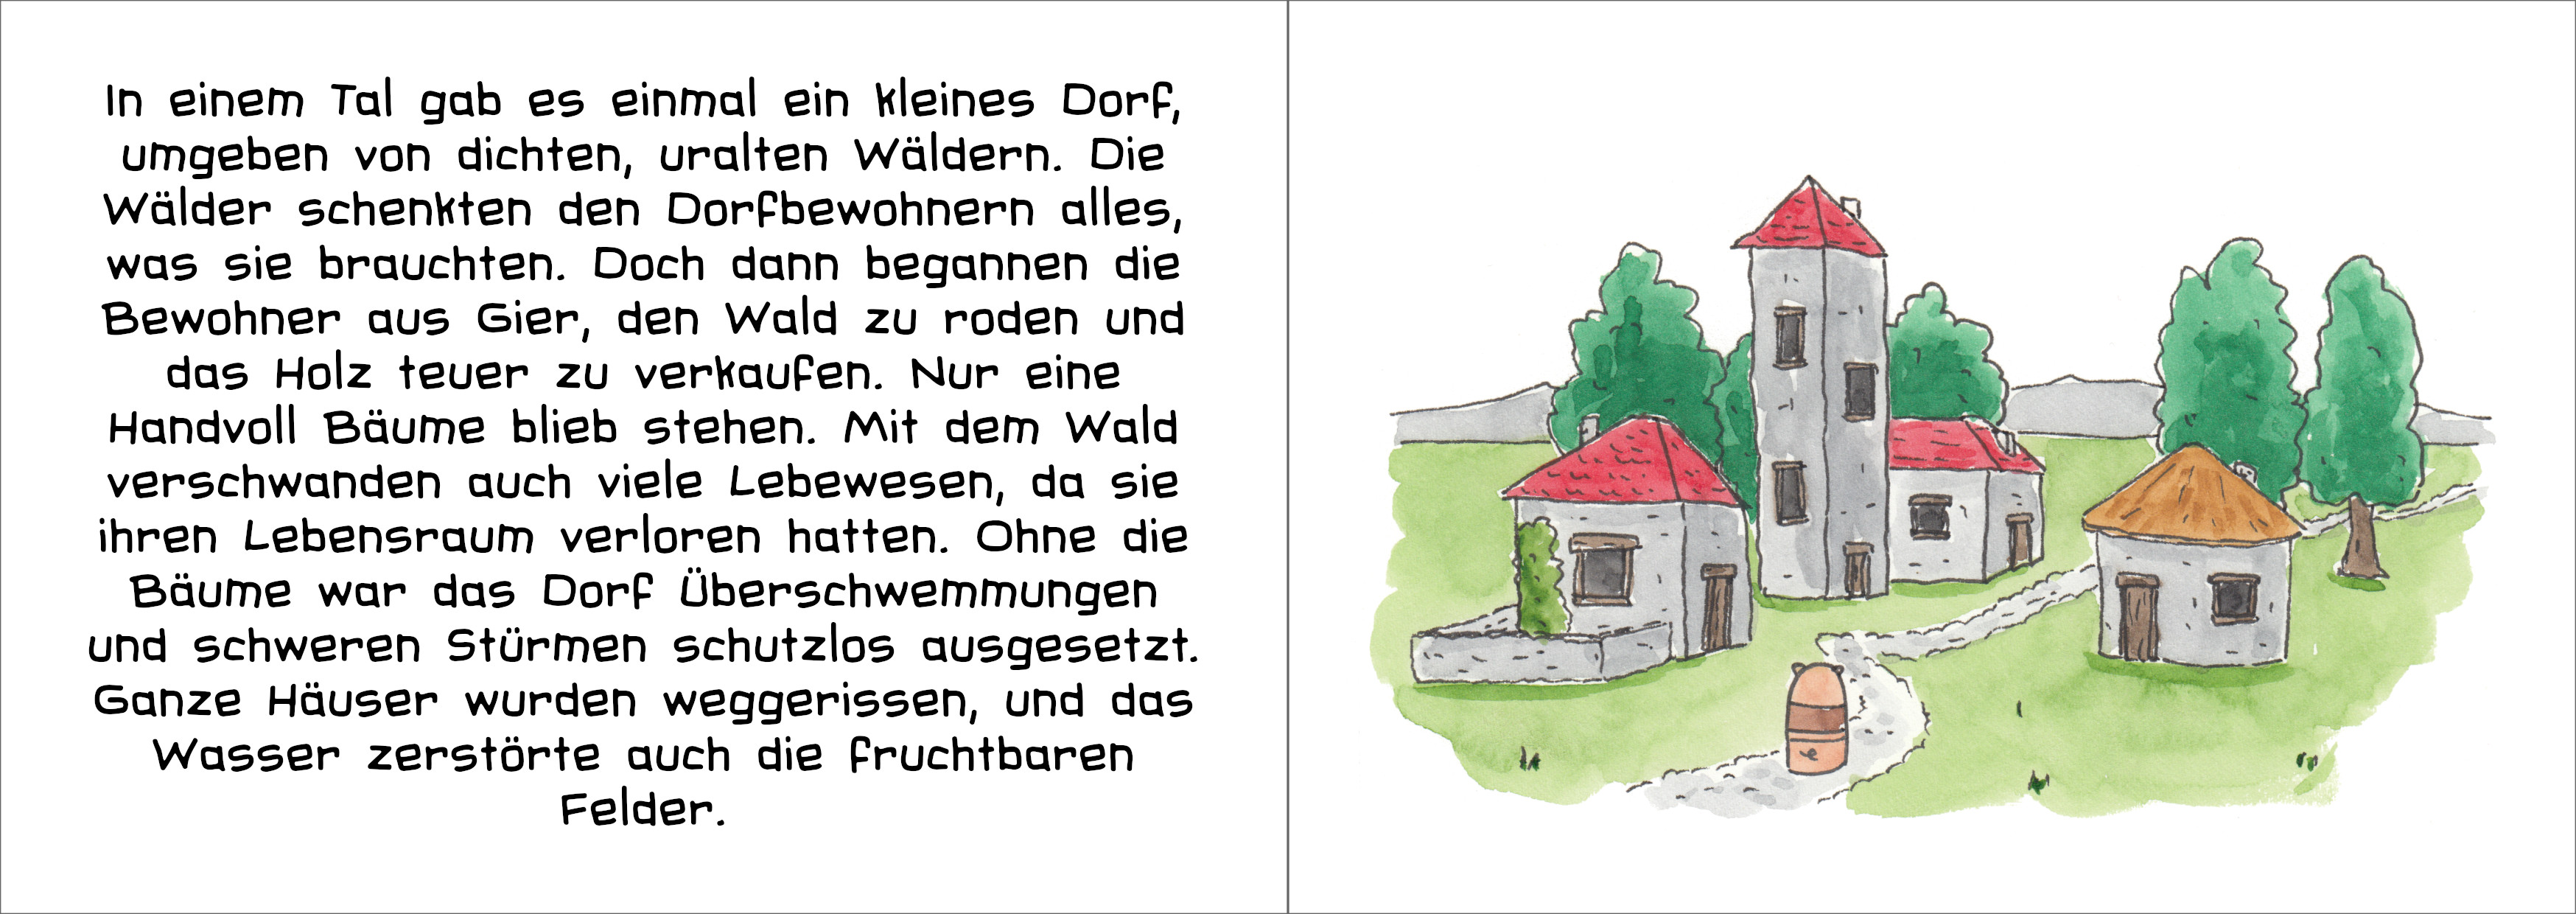 In einem Tal gab es einmal ein kleines Dorf,
umgeben von dichten, uralten Wäldern. Die
Wälder schenkten den Dorfbewohnern alles,
was sie brauchten. Doch dann begannen die
Bewohner aus Gier, den Wald zu roden und
das Holz teuer zu verkaufen. Nur eine
Handvoll Bäume blieb stehen. Mit dem Wald
verschwanden auch viele Lebewesen, da sie
ihren Lebensraum verloren hatten. Ohne die
Bäume war das Dorf Überschwemmungen
und schweren Stürmen schutzlos ausgesetzt.
Ganze Häuser wurden weggerissen, und das
Wasser zerstörte auch die fruchtbaren
Felder.